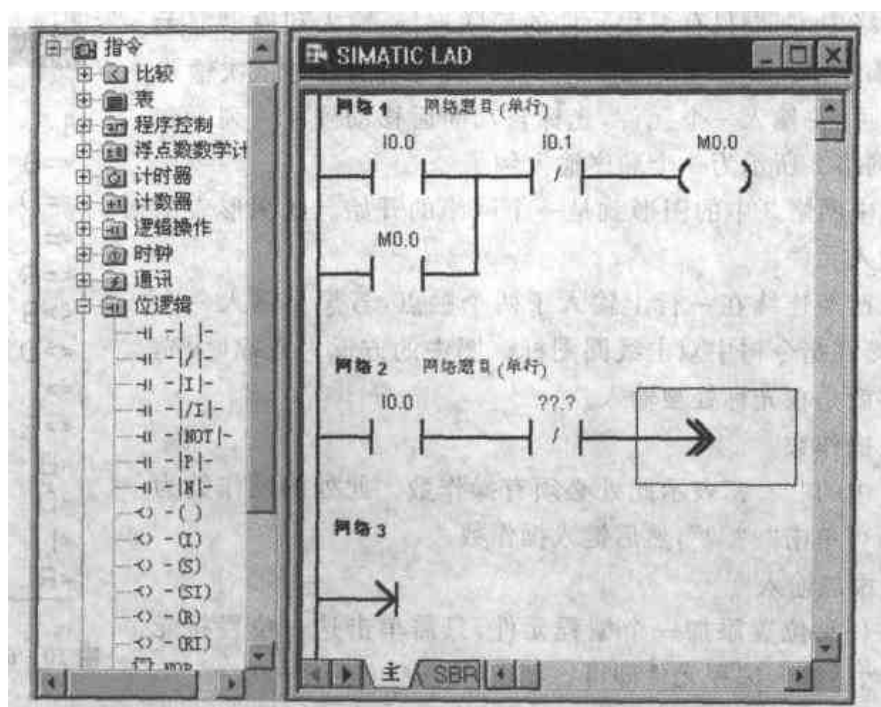 指令
比较
表
程序控制
浮点数数学计
计时器
计数器
逻辑操作
时钟
通讯
位逻辑
-| |-
-|/|-
-|I|-
-|/I|-
-|NOT|-
-|P|-
-|N|-
-( )
-(I)
-(S)
-(SI)
-(R)
-(RI)
NOP
SIMATIC LAD
网络 1 网络题目(单行)
I0.0 I0.1 M0.0
M0.0
网络 2 网络题目(单行)
I0.0 ??.?
网络 3
主 SBR